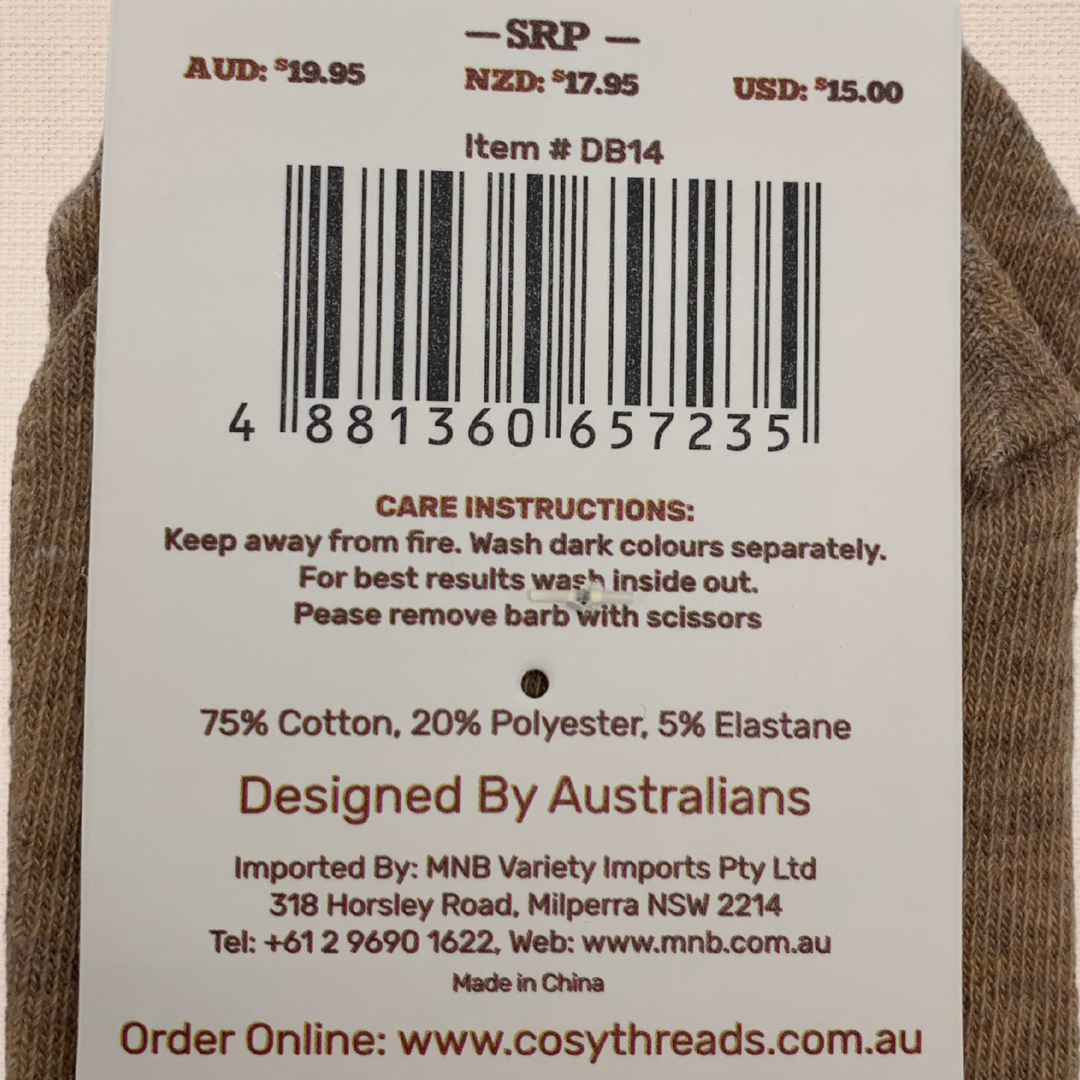 — SRP —
AUD: $19.95 NZD: $17.95 USD: $15.00
Item # DB14
4 881360 657235
CARE INSTRUCTIONS:
Keep away from fire. Wash dark colours separately.
For best results wash inside out.
Pease remove barb with scissors
75% Cotton, 20% Polyester, 5% Elastane
Designed By Australians
Imported By: MNB Variety Imports Pty Ltd
318 Horsley Road, Milperra NSW 2214
Tel: +61 2 9690 1622, Web: www.mnb.com.au
Made in China
Order Online: www.cosythreads.com.au